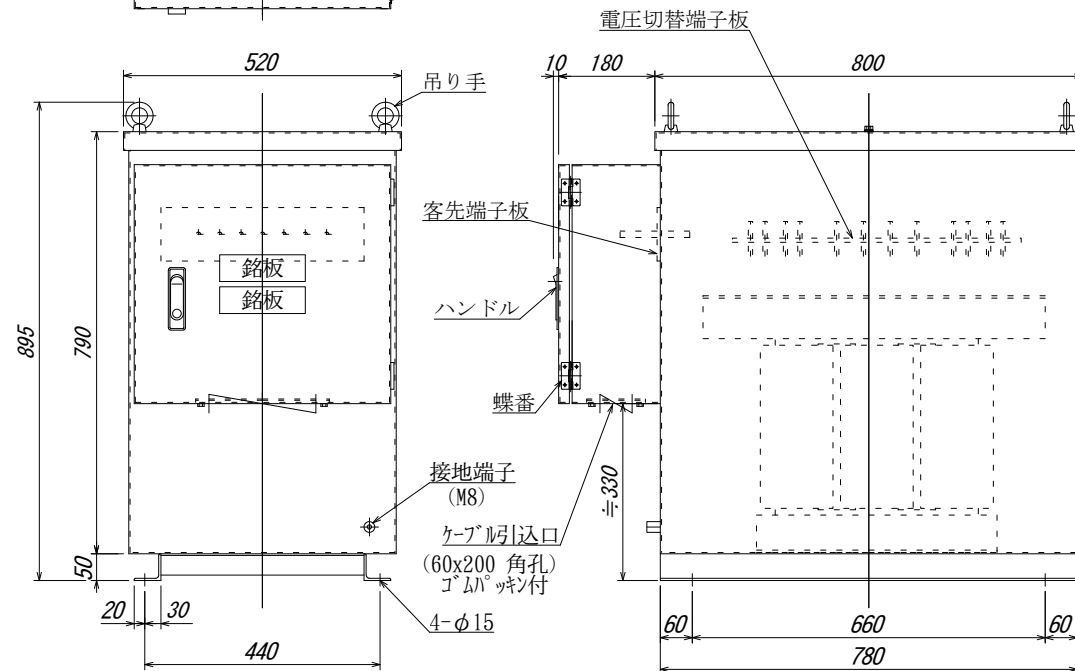 電圧切替端子板
520
10
180
800
吊り手
客先端子板
銘板
銘板
ハンドル
895
790
蝶番
≒330
接地端子
(M8)
ケーブル引込口
(60x200 角孔)
ゴムパッキン付
50
20
30
4-φ15
440
60
660
60
780